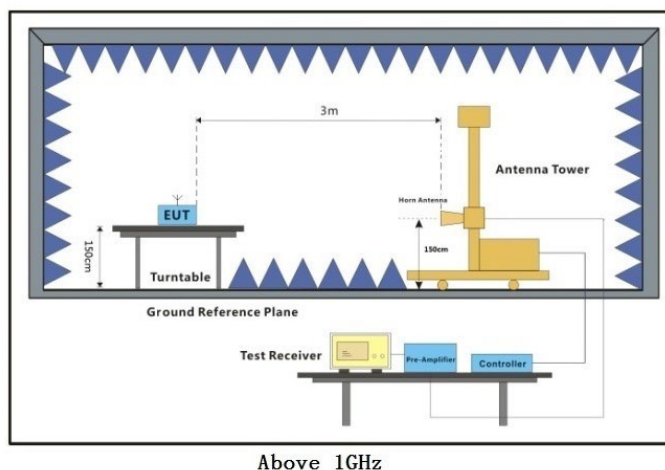 3m
Antenna Tower
Horn Antenna
EUT
150cm
150cm
Turntable
Ground Reference Plane
Test Receiver
Pre-Amplifier
Controller
Above 1GHz